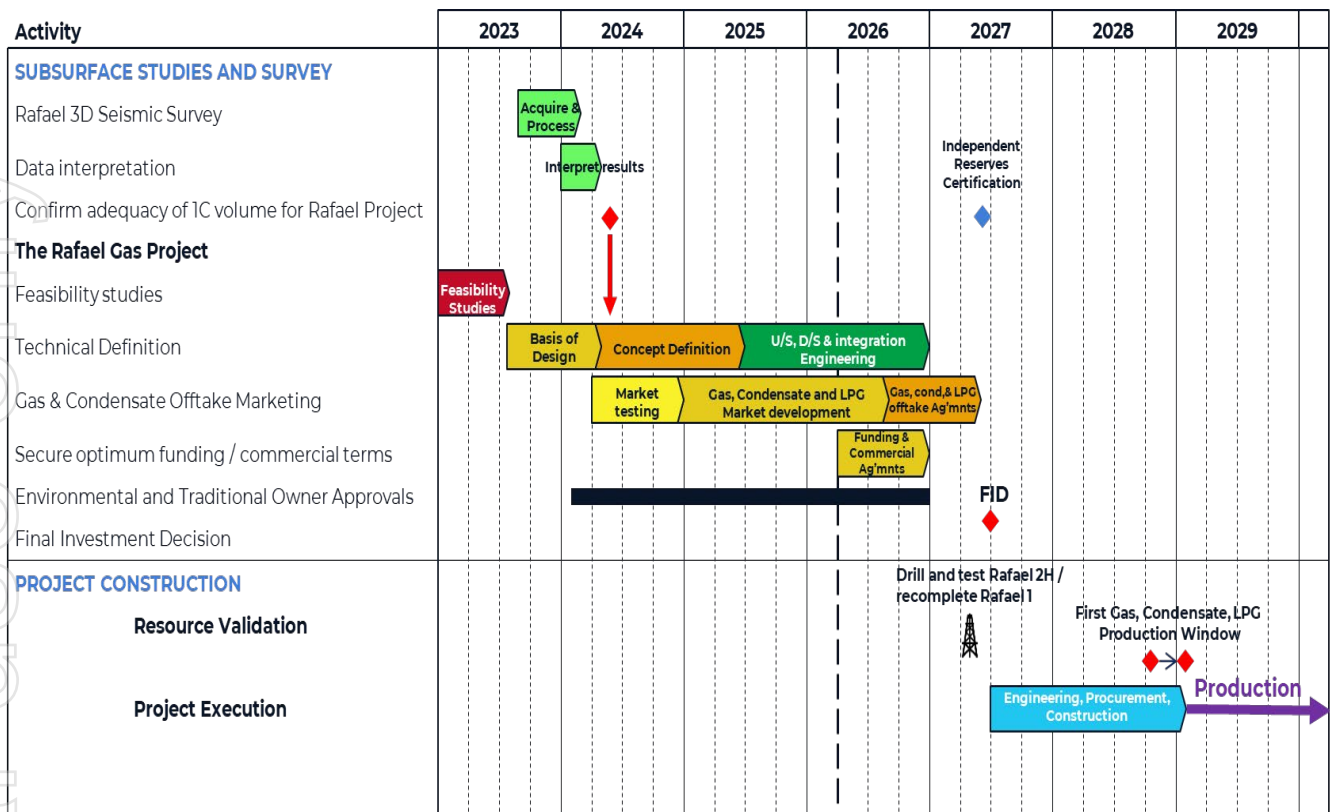 Activity
2023
2024
2025
2026
2027
2028
2029
SUBSURFACE STUDIES AND SURVEY
Rafael 3D Seismic Survey
Acquire &
Process
Data interpretation
Interpret results
Independent
Reserves
Certification
Confirm adequacy of 1C volume for Rafael Project
The Rafael Gas Project
Feasibility studies
Feasibility
Studies
Technical Definition
Basis of
Design
Concept Definition
U/S, D/S & integration
Engineering
Gas & Condensate Offtake Marketing
Market
testing
Gas, Condensate and LPG
Market development
Gas, cond,& LPG
offtake Ag'mnts
Secure optimum funding / commercial terms
Funding &
Commercial
Ag'mnts
Environmental and Traditional Owner Approvals
FID
Final Investment Decision
PROJECT CONSTRUCTION
Drill and test Rafael 2H /
recomplete Rafael 1
Resource Validation
First Gas, Condensate, LPG
Production Window
Project Execution
Engineering, Procurement,
Construction
Production